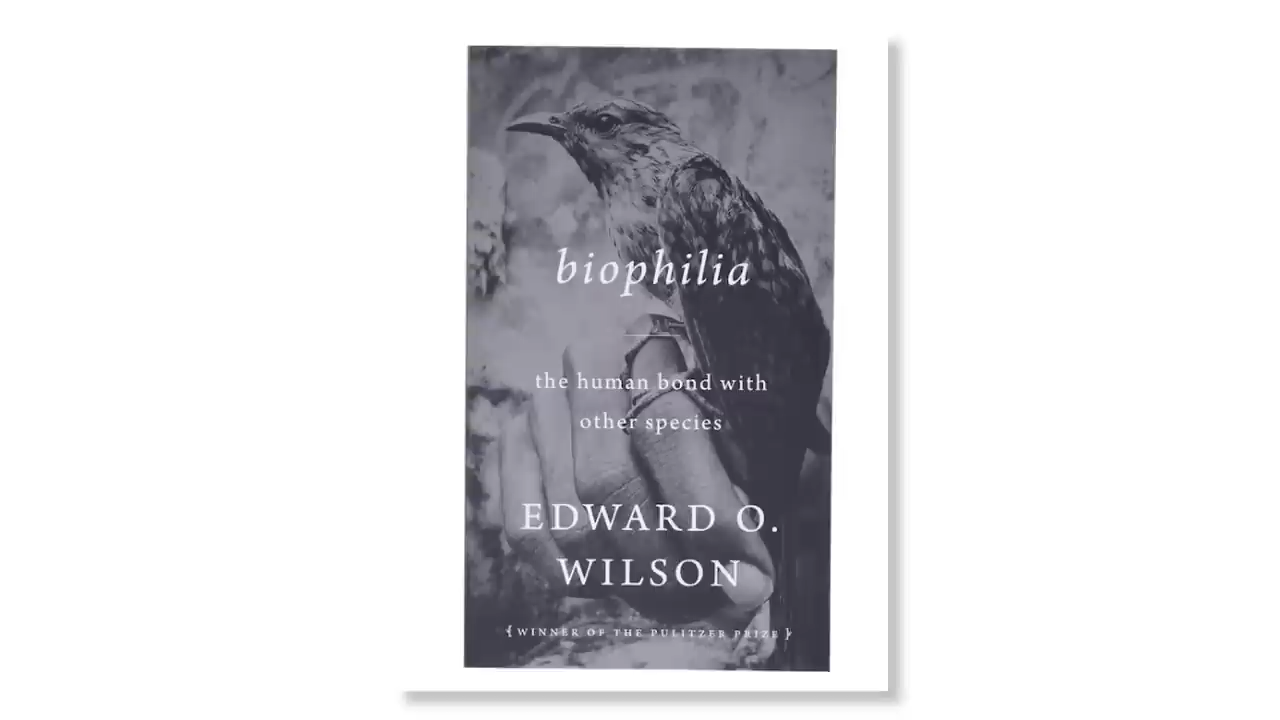 biophilia
the human bond with
other species
EDWARD O.
WILSON
{WINNER OF THE PULITZER PRIZE}